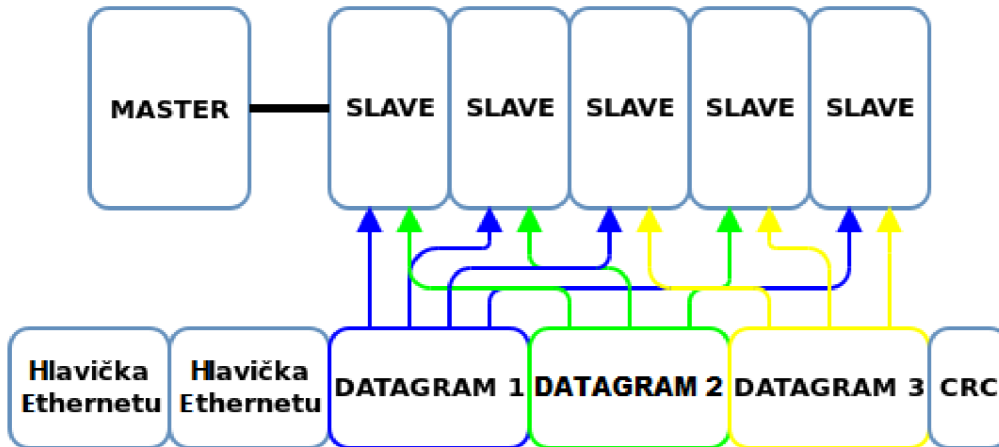 MASTER
SLAVE
SLAVE
SLAVE
SLAVE
SLAVE
Hlavička
Ethernetu
Hlavička
Ethernetu
DATAGRAM 1
DATAGRAM 2
DATAGRAM 3
CRC